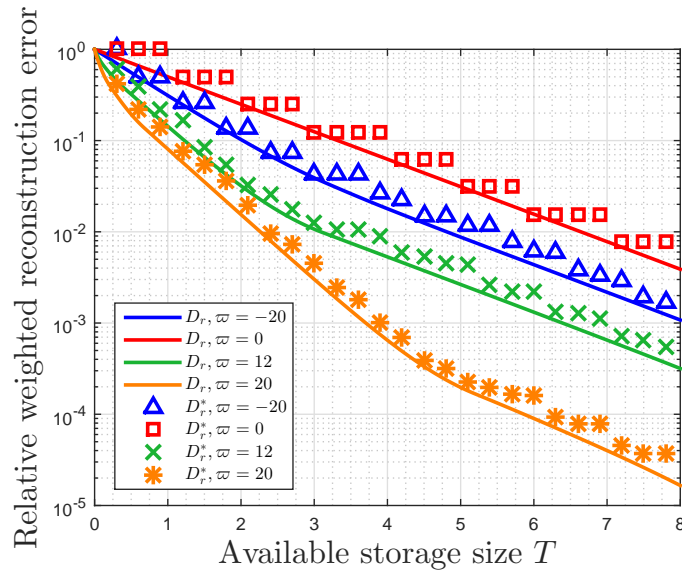 Relative weighted reconstruction error
10^0
10^-1
10^-2
10^-3
10^-4
10^-5
D_r, ϖ = −20
D_r, ϖ = 0
D_r, ϖ = 12
D_r, ϖ = 20
D_r^*, ϖ = −20
D_r^*, ϖ = 0
D_r^*, ϖ = 12
D_r^*, ϖ = 20
0 1 2 3 4 5 6 7 8
Available storage size T